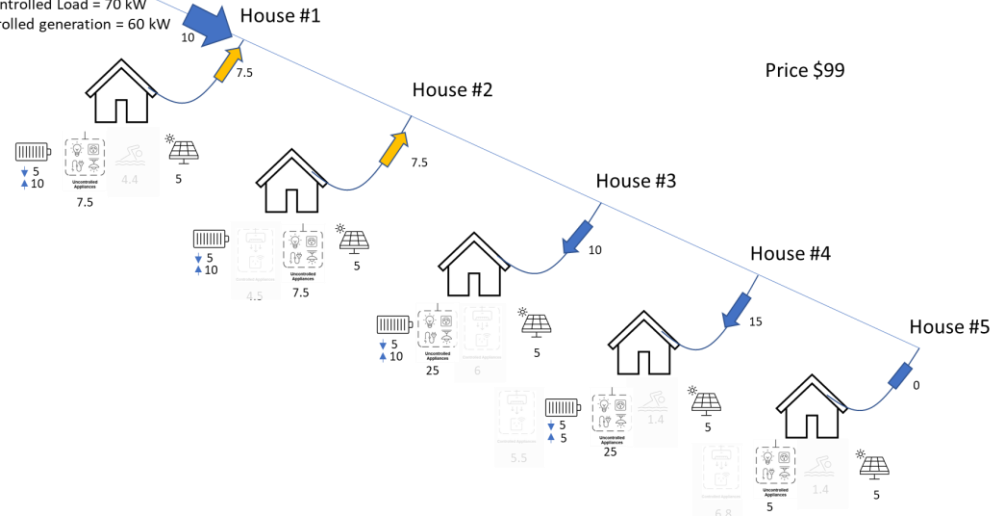 ntrolled Load = 70 kW
rolled generation = 60 kW
10
House #1
7.5
Price $99
House #2
7.5
5
10
Uncontrolled
Appliances
7.5
4.4
5
House #3
10
5
10
4.5
Uncontrolled
Appliances
7.5
5
House #4
15
5
10
Uncontrolled
Appliances
25
6
5
House #5
0
5.5
5
5
Uncontrolled
Appliances
25
1.4
5
6.8
Uncontrolled
Appliances
5
1.4
5